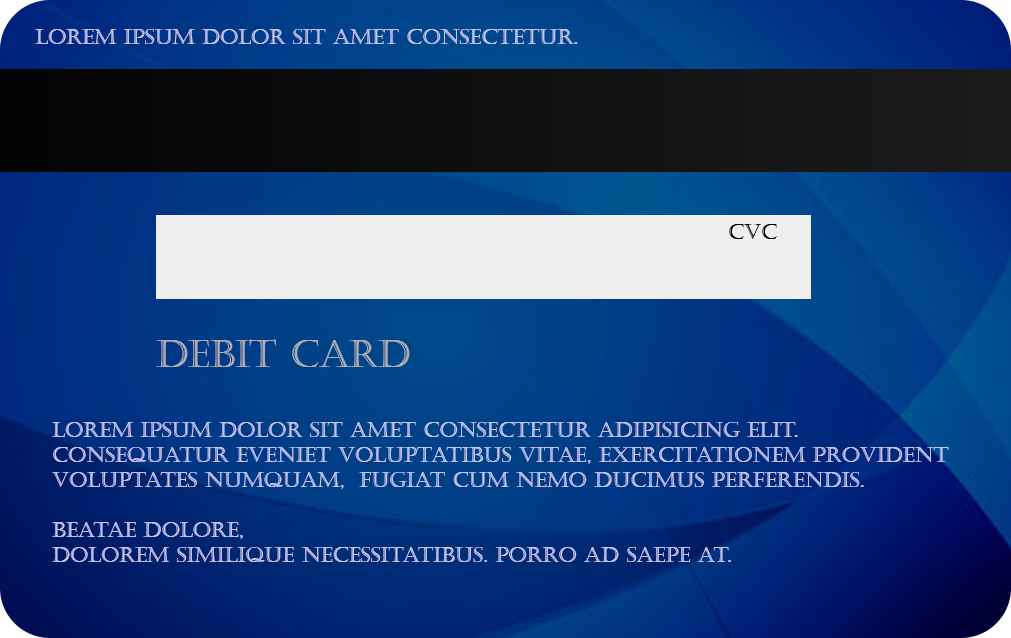 LOREM IPSUM DOLOR SIT AMET CONSECTETUR.
CVC
DEBIT CARD
LOREM IPSUM DOLOR SIT AMET CONSECTETUR ADIPISICING ELIT.
CONSEQUATUR EVENIET VOLUPTATIBUS VITAE, EXERCITATIONEM PROVIDENT
VOLUPTATES NUMQUAM, FUGIAT CUM NEMO DUCIMUS PERFERENDIS.
BEATAE DOLORE,
DOLOREM SIMILIQUE NECESSITATIBUS. PORRO AD SAEPE AT.